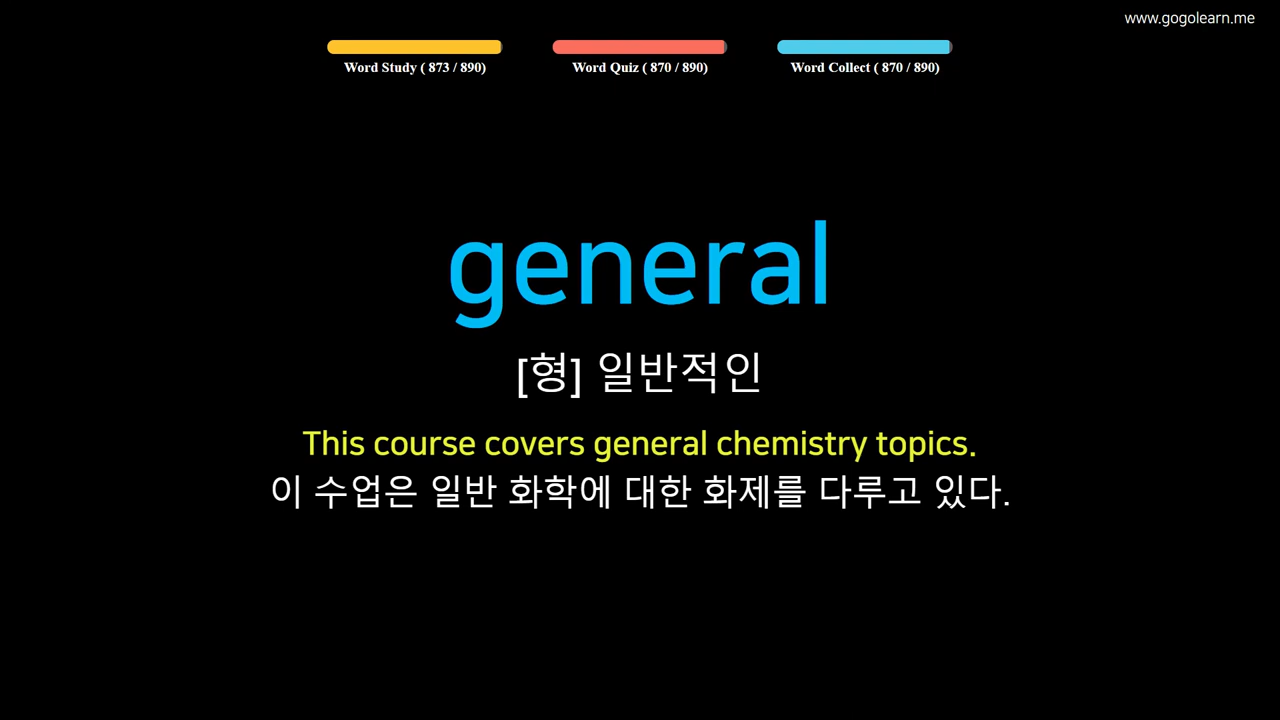 www.gogolearn.me
Word Study ( 873 / 890)
Word Quiz ( 870 / 890)
Word Collect ( 870 / 890)
general
[형] 일반적인
This course covers general chemistry topics.
이 수업은 일반 화학에 대한 화제를 다루고 있다.